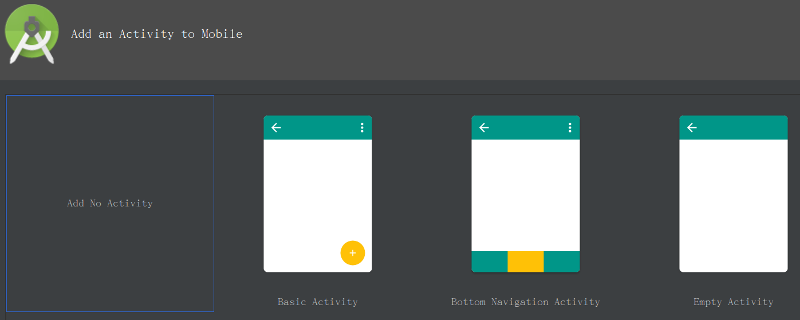 Add an Activity to Mobile
Add No Activity
Basic Activity
Bottom Navigation Activity
Empty Activity